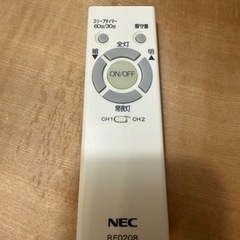 スリープタイマー
60分/30分
留守番
全灯
暗 明
ON/OFF
常夜灯
CH1 CH2
NEC
RE0208